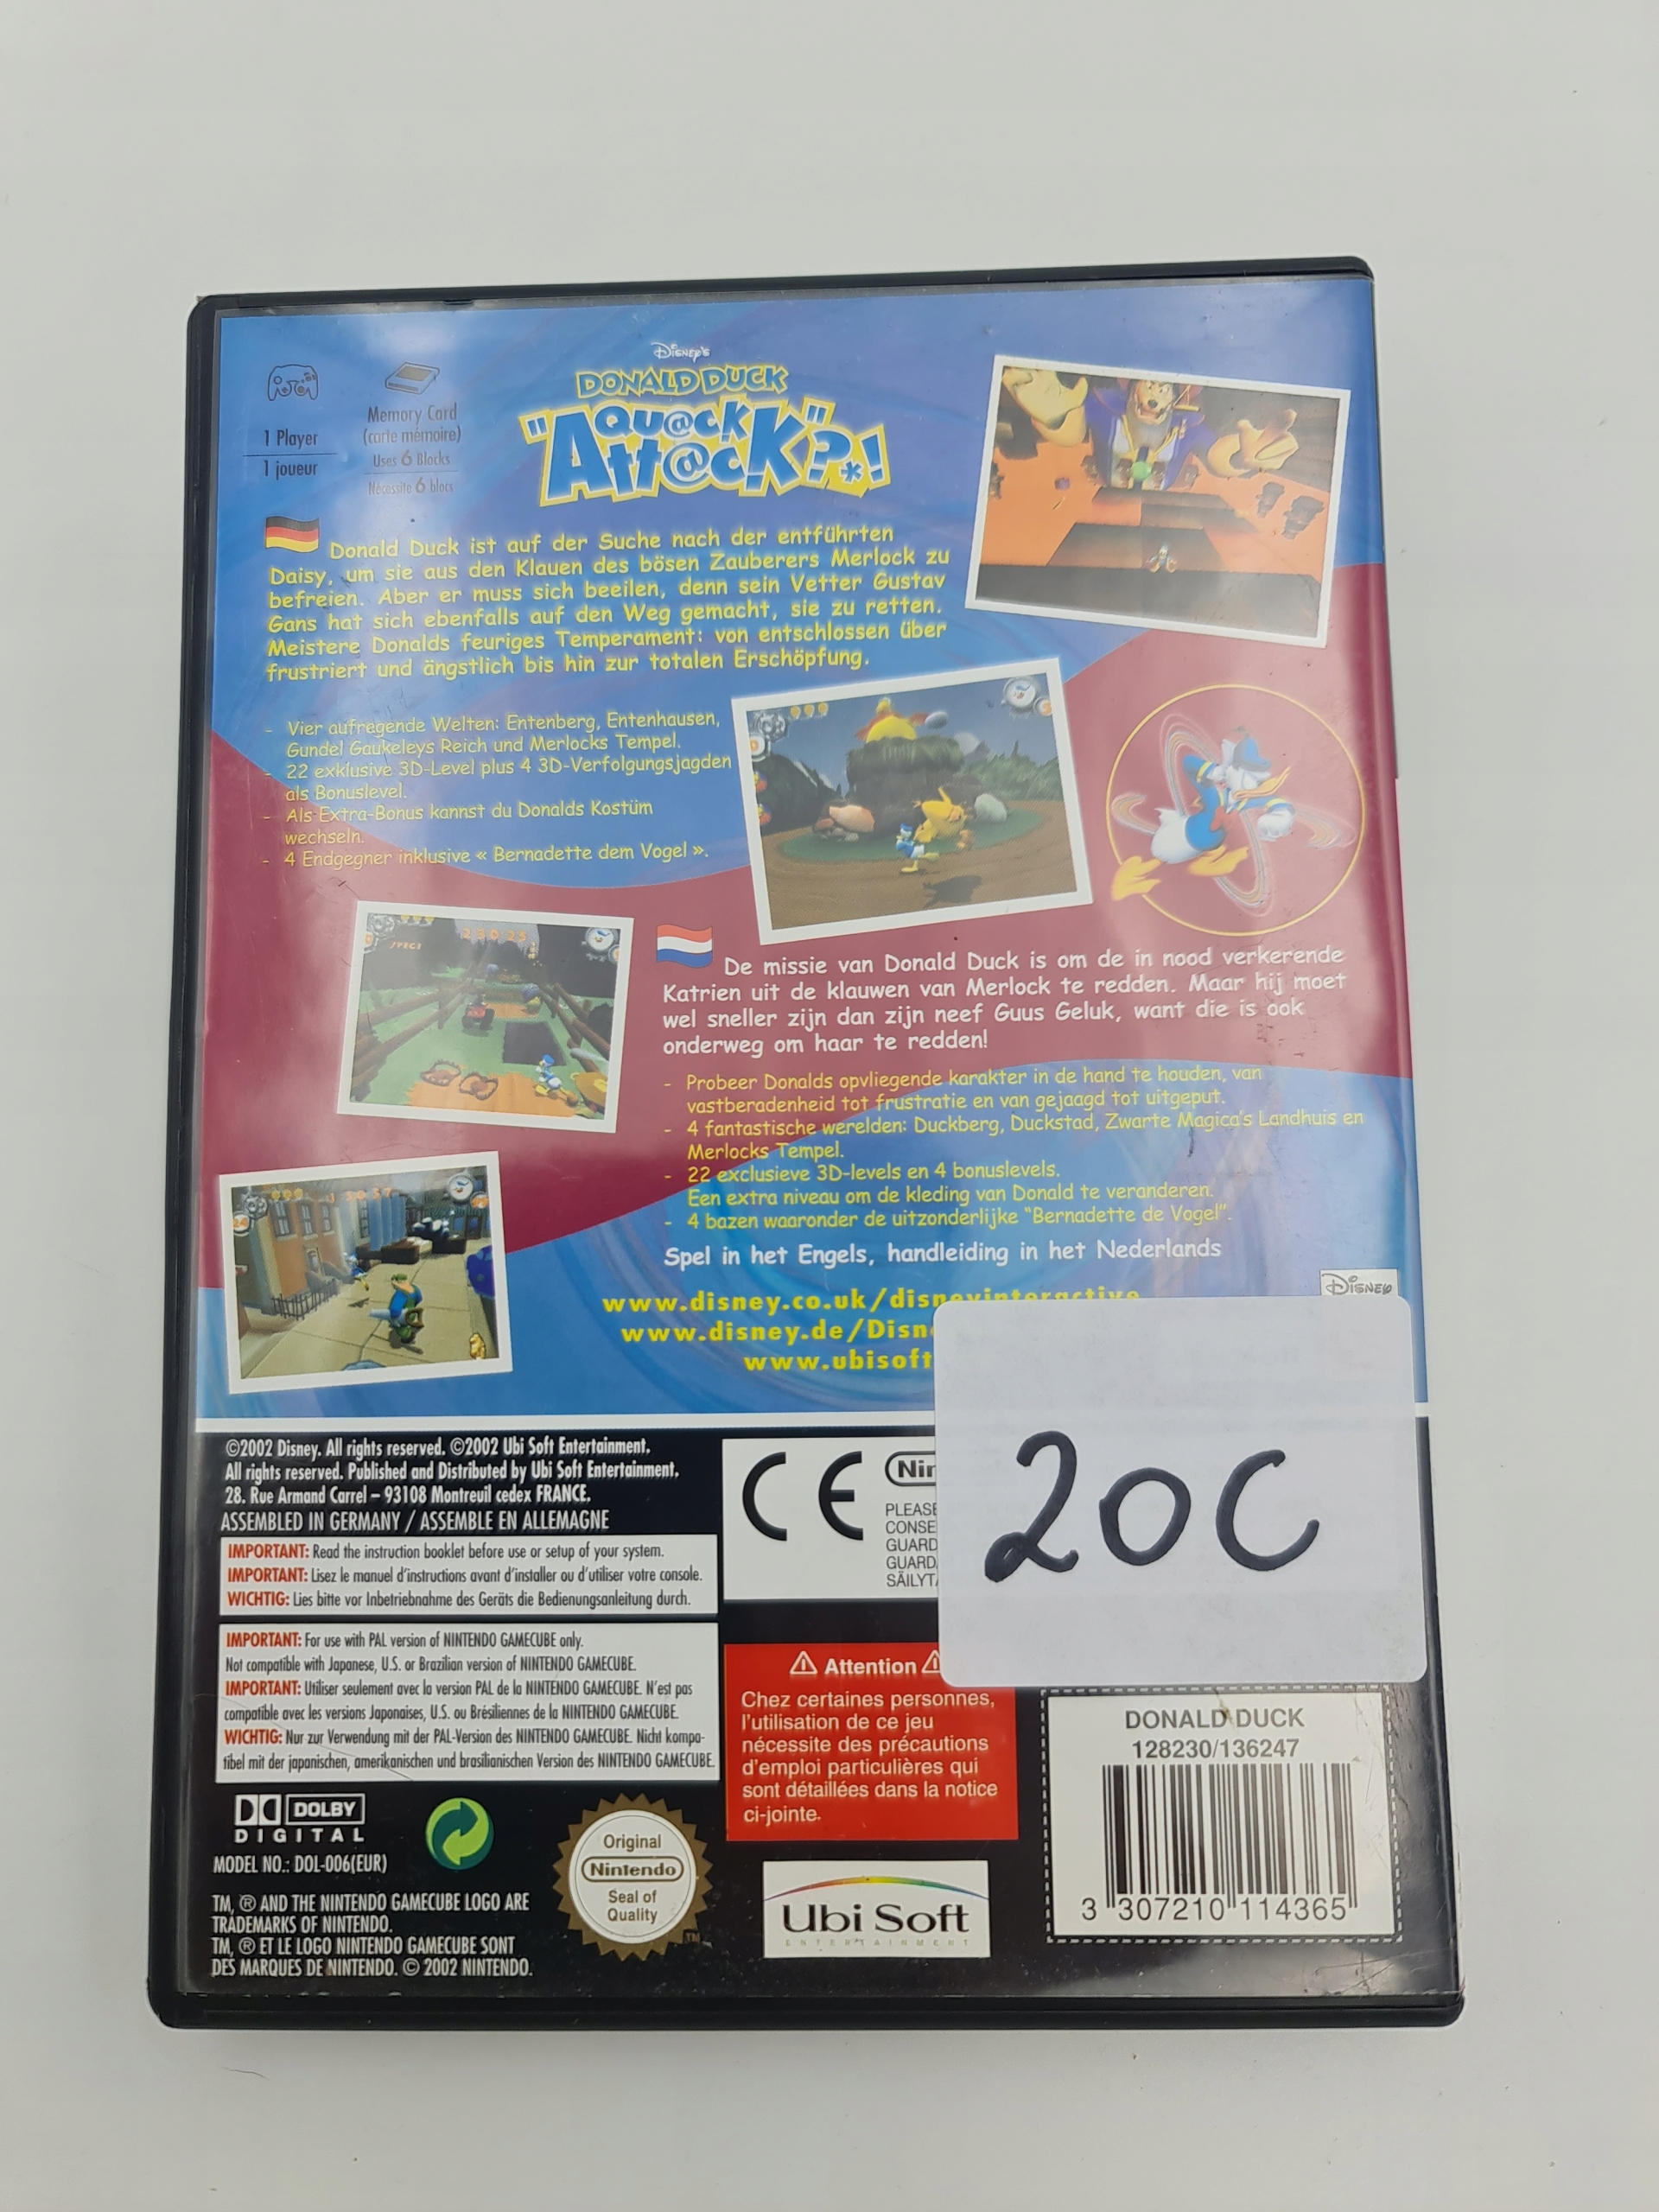 1 Player
1 joueur
Memory Card
(carte mémoire)
Uses 6 Blocks
Nécessite 6 blocs
Disney's
DONALD DUCK
"QU@CK
Att@cK"?*!
Donald Duck ist auf der Suche nach der entführten
Daisy, um sie aus den Klauen des bösen Zauberers Merlock zu
befreien. Aber er muss sich beeilen, denn sein Vetter Gustav
Gans hat sich ebenfalls auf den Weg gemacht, sie zu retten.
Meistere Donalds feuriges Temperament: von entschlossen über
frustriert und ängstlich bis hin zur totalen Erschöpfung.
- Vier aufregende Welten: Entenberg, Entenhausen,
Gundel Gaukeleys Reich und Merlocks Tempel.
- 22 exklusive 3D-Level plus 4 3D-Verfolgungsjagden
als Bonuslevel.
- Als Extra-Bonus kannst du Donalds Kostüm
wechseln.
- 4 Endgegner inklusive « Bernadette dem Vogel ».
De missie van Donald Duck is om de in nood verkerende
Katrien uit de klauwen van Merlock te redden. Maar hij moet
wel sneller zijn dan zijn neef Guus Geluk, want die is ook
onderweg om haar te redden!
- Probeer Donalds opvliegende karakter in de hand te houden, van
vastberadenheid tot frustratie en van gejaagd tot uitgeput.
- 4 fantastische werelden: Duckberg, Duckstad, Zwarte Magica's Landhuis en
Merlocks Tempel.
- 22 exclusieve 3D-levels en 4 bonuslevels.
Een extra niveau om de kleding van Donald te veranderen.
- 4 bazen waaronder de uitzonderlijke "Bernadette de Vogel".
Spel in het Engels, handleiding in het Nederlands
www.disney.co.uk/disneyinteractive
www.disney.de/Disn
www.ubisoft
Disney
20C
©2002 Disney. All rights reserved. ©2002 Ubi Soft Entertainment.
All rights reserved. Published and Distributed by Ubi Soft Entertainment,
28. Rue Armand Carrel – 93108 Montreuil cedex FRANCE.
ASSEMBLED IN GERMANY / ASSEMBLE EN ALLEMAGNE
IMPORTANT: Read the instruction booklet before use or setup of your system.
IMPORTANT: Lisez le manuel d'instructions avant d'installer ou d'utiliser votre console.
WICHTIG: Lies bitte vor Inbetriebnahme des Geräts die Bedienungsanleitung durch.
IMPORTANT: For use with PAL version of NINTENDO GAMECUBE only.
Not compatible with Japanese, U.S. or Brazilian version of NINTENDO GAMECUBE.
IMPORTANT: Utiliser seulement avec la version PAL de la NINTENDO GAMECUBE. N'est pas
compatible avec les versions Japonaises, U.S. ou Brésiliennes de la NINTENDO GAMECUBE.
WICHTIG: Nur zur Verwendung mit der PAL-Version des NINTENDO GAMECUBE. Nicht kompa-
tibel mit der japanischen, amerikanischen und brasilianischen Version des NINTENDO GAMECUBE.
CE
Nin
PLEASE
CONSE
GUARD
GUARD
SÄILYT
Attention
Chez certaines personnes,
l'utilisation de ce jeu
nécessite des précautions
d'emploi particulières qui
sont détaillées dans la notice
ci-jointe.
DONALD DUCK
128230/136247
3 307210 114365
DOLBY
DIGITAL
MODEL NO.: DOL-006(EUR)
TM, ® AND THE NINTENDO GAMECUBE LOGO ARE
TRADEMARKS OF NINTENDO.
TM, ® ET LE LOGO NINTENDO GAMECUBE SONT
DES MARQUES DE NINTENDO. © 2002 NINTENDO.
Original
Nintendo
Seal of
Quality
TM
Ubi Soft
ENTERTAINMENT